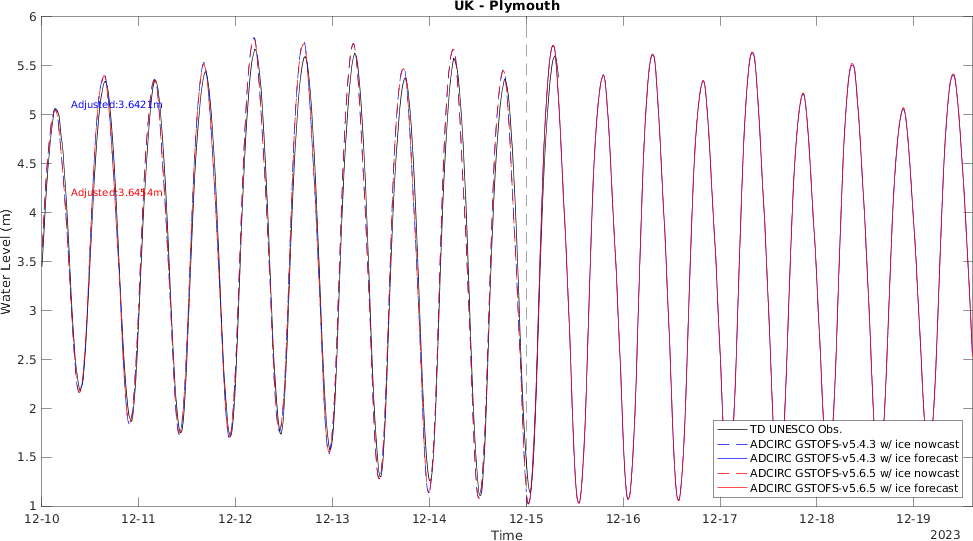 UK - Plymouth
6
5.5
5
4.5
4
3.5
3
2.5
2
1.5
1
Water Level (m)
Adjusted:3.6421m
Adjusted:3.6454m
TD UNESCO Obs.
ADCIRC GSTOFS-v5.4.3 w/ ice nowcast
ADCIRC GSTOFS-v5.4.3 w/ ice forecast
ADCIRC GSTOFS-v5.6.5 w/ ice nowcast
ADCIRC GSTOFS-v5.6.5 w/ ice forecast
12-10 12-11 12-12 12-13 12-14 12-15 12-16 12-17 12-18 12-19
Time
2023